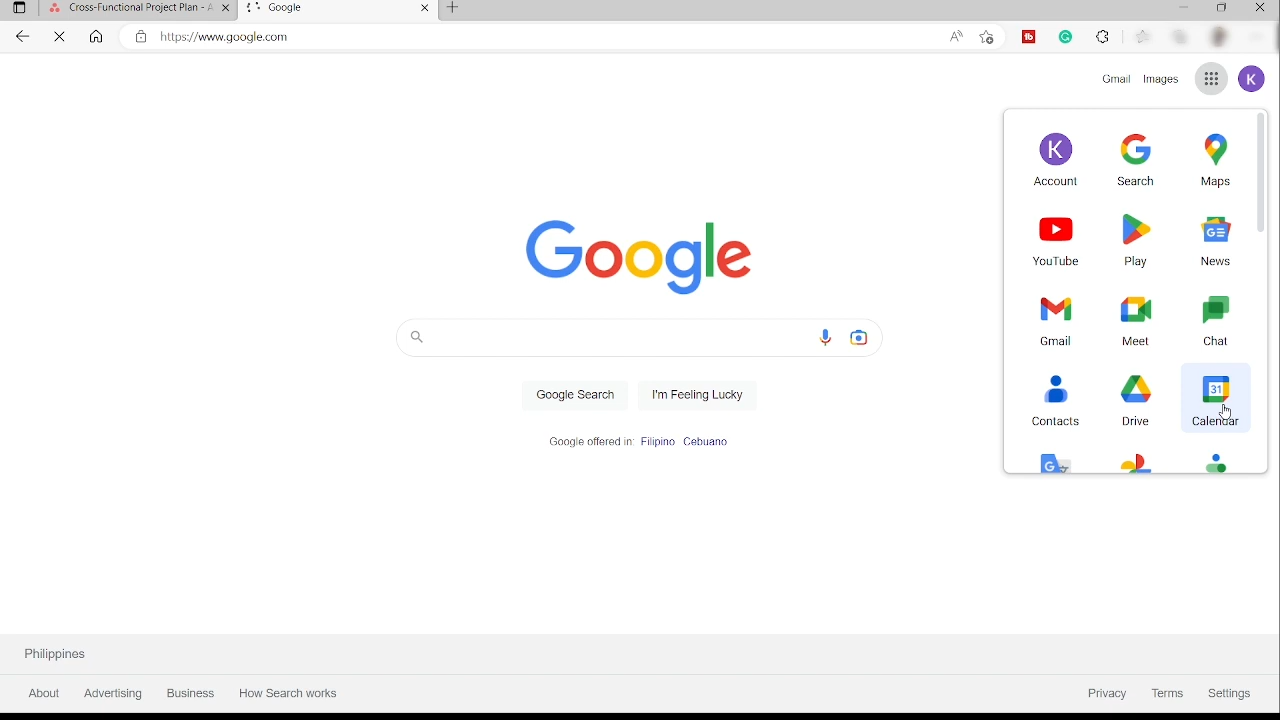 Cross-Functional Project Plan - A
Google
https://www.google.com
Gmail Images K
K
Account Search Maps
YouTube Play News
Gmail Meet Chat
31
Contacts Drive Calendar
Google
Google Search I'm Feeling Lucky
Google offered in: Filipino Cebuano
Philippines
About Advertising Business How Search works Privacy Terms Settings